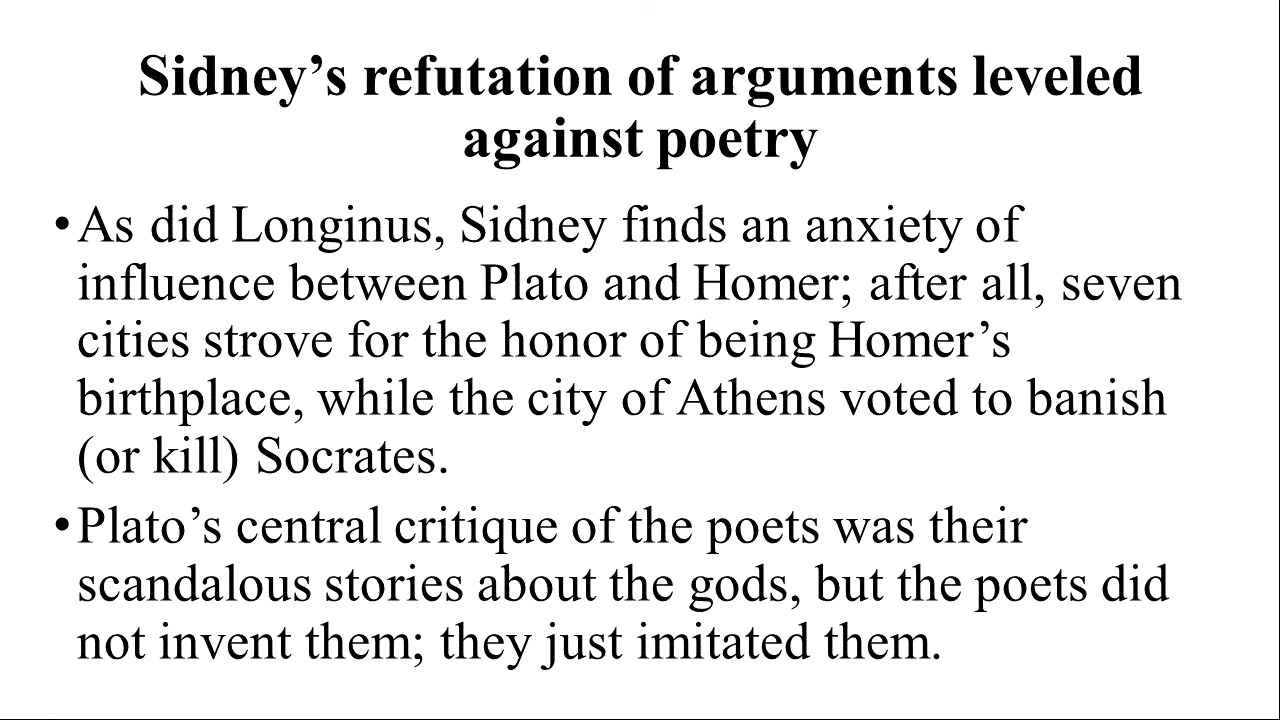 Sidney’s refutation of arguments leveled
against poetry
•As did Longinus, Sidney finds an anxiety of
influence between Plato and Homer; after all, seven
cities strove for the honor of being Homer’s
birthplace, while the city of Athens voted to banish
(or kill) Socrates.
•Plato’s central critique of the poets was their
scandalous stories about the gods, but the poets did
not invent them; they just imitated them.